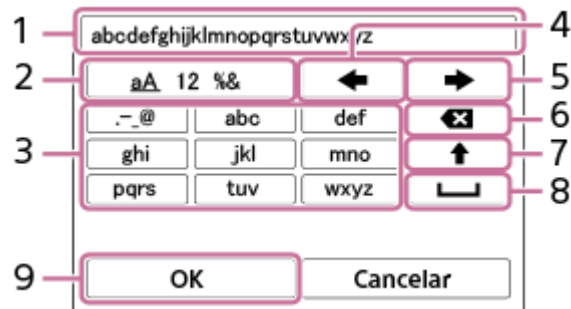 1 abcdefghijklmnopqrstuvwxyz 4
2 aA 12 %& 5
.-_@ abc def 6
3 ghi jkl mno 7
pqrs tuv wxyz 8
9 OK Cancelar